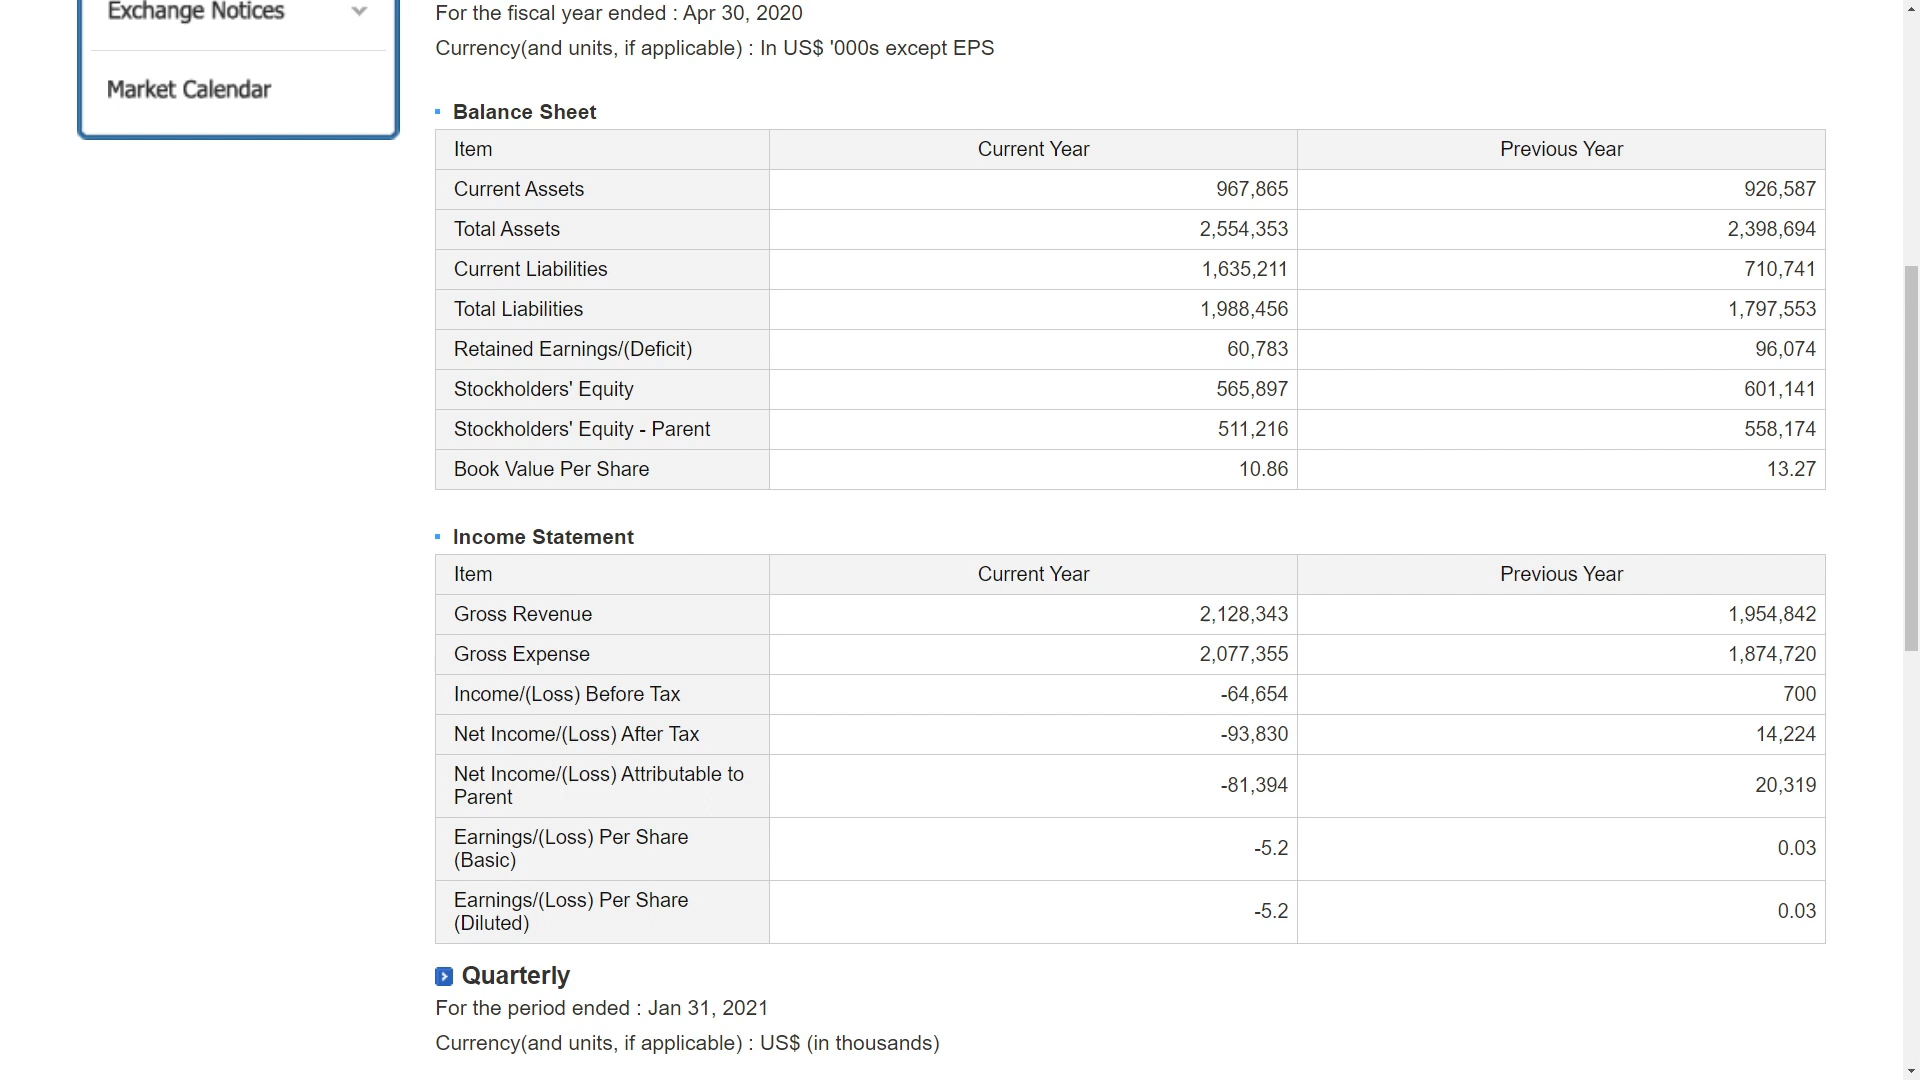 Exchange Notices
Market Calendar
For the fiscal year ended : Apr 30, 2020
Currency(and units, if applicable) : In US$ '000s except EPS
Balance Sheet
Item Current Year Previous Year
Current Assets 967,865 926,587
Total Assets 2,554,353 2,398,694
Current Liabilities 1,635,211 710,741
Total Liabilities 1,988,456 1,797,553
Retained Earnings/(Deficit) 60,783 96,074
Stockholders' Equity 565,897 601,141
Stockholders' Equity - Parent 511,216 558,174
Book Value Per Share 10.86 13.27
Income Statement
Item Current Year Previous Year
Gross Revenue 2,128,343 1,954,842
Gross Expense 2,077,355 1,874,720
Income/(Loss) Before Tax -64,654 700
Net Income/(Loss) After Tax -93,830 14,224
Net Income/(Loss) Attributable to
Parent -81,394 20,319
Earnings/(Loss) Per Share
(Basic) -5.2 0.03
Earnings/(Loss) Per Share
(Diluted) -5.2 0.03
Quarterly
For the period ended : Jan 31, 2021
Currency(and units, if applicable) : US$ (in thousands)